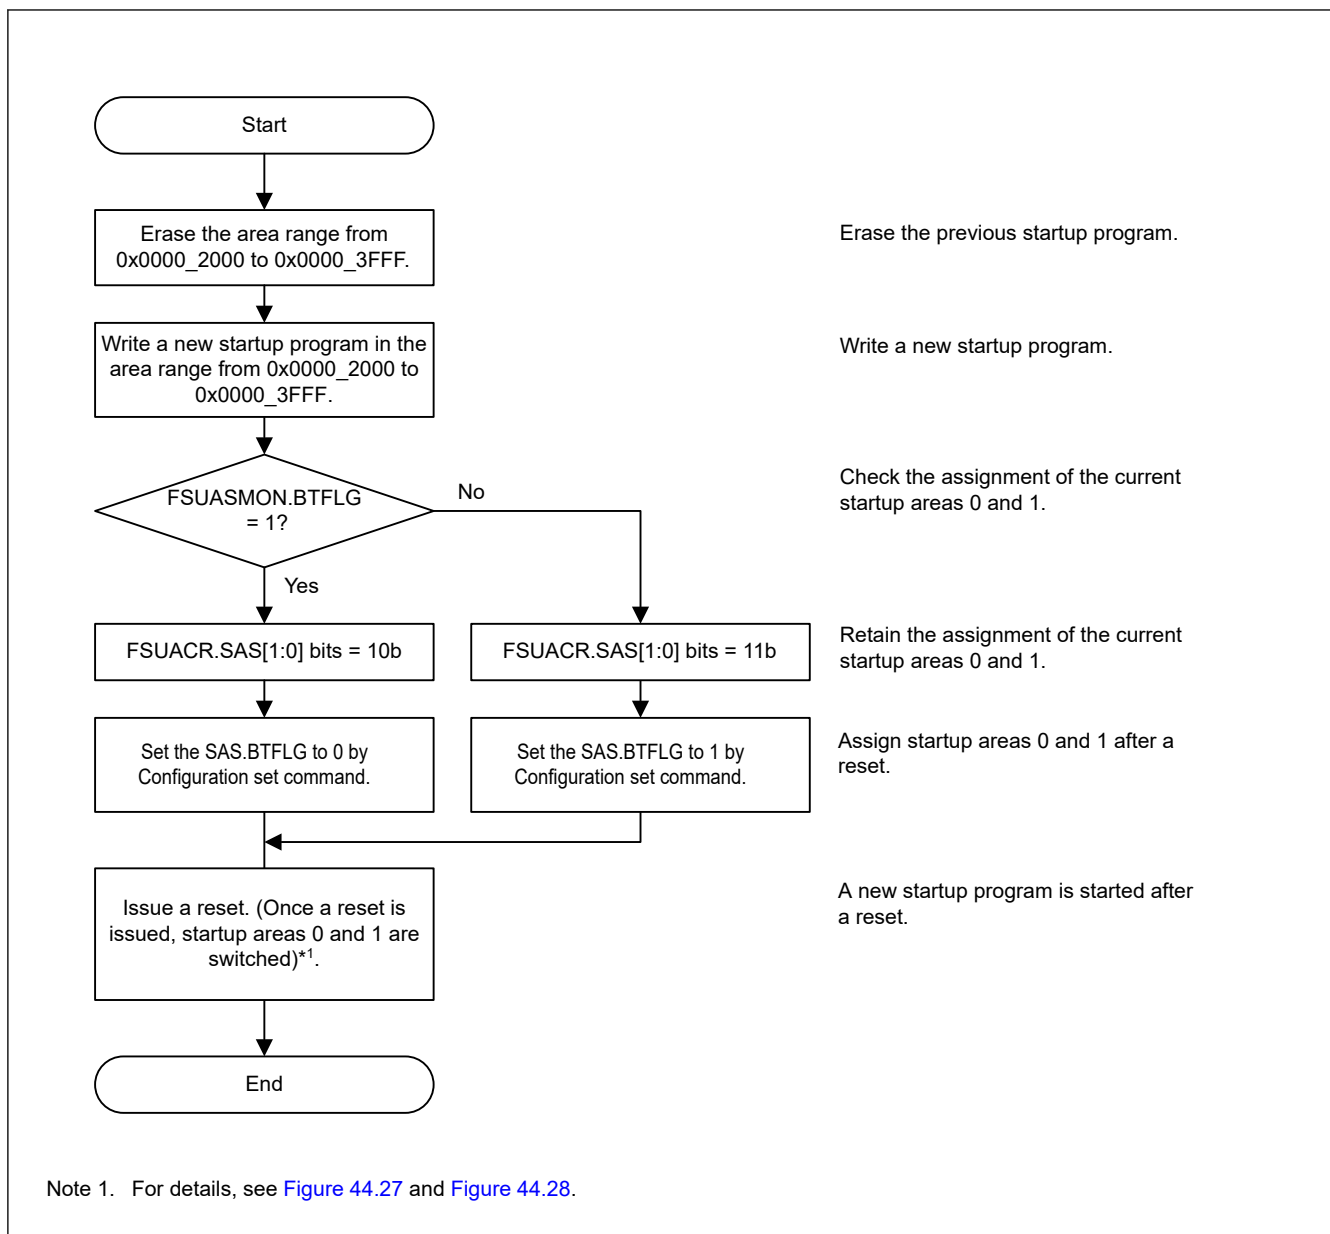 Start
Erase the area range from
0x0000_2000 to 0x0000_3FFF.
Erase the previous startup program.
Write a new startup program in the
area range from 0x0000_2000 to
0x0000_3FFF.
Write a new startup program.
FSUASMON.BTFLG
= 1?
No
Yes
Check the assignment of the current
startup areas 0 and 1.
FSUACR.SAS[1:0] bits = 10b
FSUACR.SAS[1:0] bits = 11b
Retain the assignment of the current
startup areas 0 and 1.
Set the SAS.BTFLG to 0 by
Configuration set command.
Set the SAS.BTFLG to 1 by
Configuration set command.
Assign startup areas 0 and 1 after a
reset.
Issue a reset. (Once a reset is
issued, startup areas 0 and 1 are
switched)*1.
A new startup program is started after
a reset.
End
Note 1. For details, see Figure 44.27 and Figure 44.28.